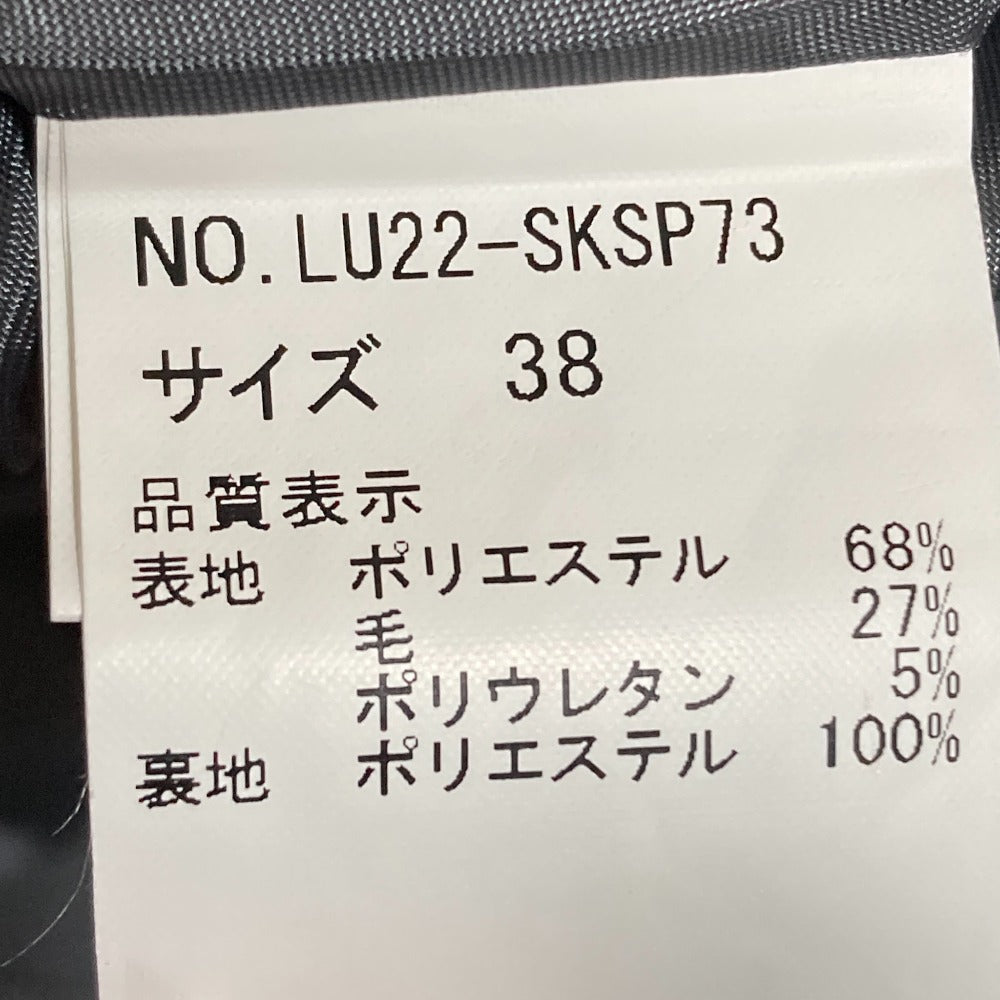 NO.LU22-SKSP73
サイズ 38
品質表示
表地 ポリエステル 68%
毛 27%
ポリウレタン 5%
裏地 ポリエステル 100%